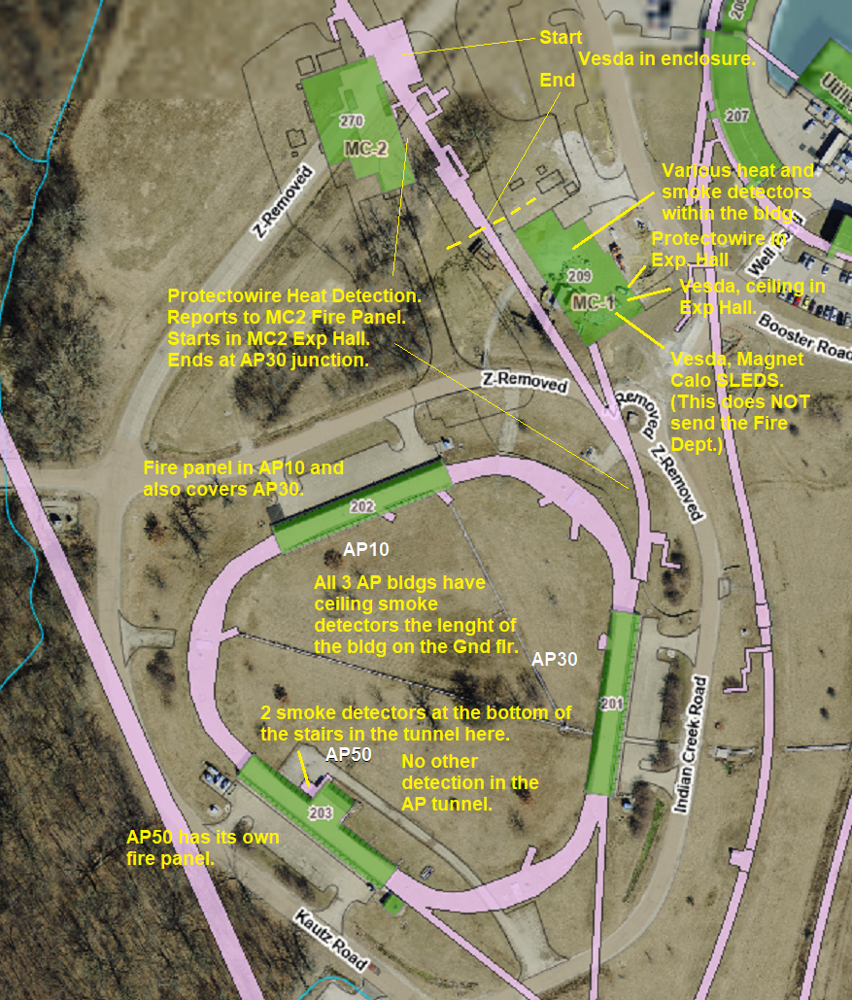 Start
Vesda in enclosure.
End
206
207
270
MC-2
Z-Removed
Various heat and
smoke detectors
within the bldg.
Protectowire in
Exp. Hall
209
MC-1
Vesda, ceiling in
Exp Hall.
Booster Road
Protectowire Heat Detection.
Reports to MC2 Fire Panel.
Starts in MC2 Exp Hall.
Ends at AP30 junction.
Vesda, Magnet
Calo SLEDS.
(This does NOT
send the Fire
Dept.)
Z-Removed
Removed
Z-Removed
Fire panel in AP10 and
also covers AP30.
202
AP10
All 3 AP bldgs have
ceiling smoke
detectors the lenght of
the bldg on the Gnd flr.
AP30
201
Indian Creek Road
2 smoke detectors at the bottom of
the stairs in the tunnel here.
AP50
No other
detection in the
AP tunnel.
203
AP50 has its own
fire panel.
Kautz Road